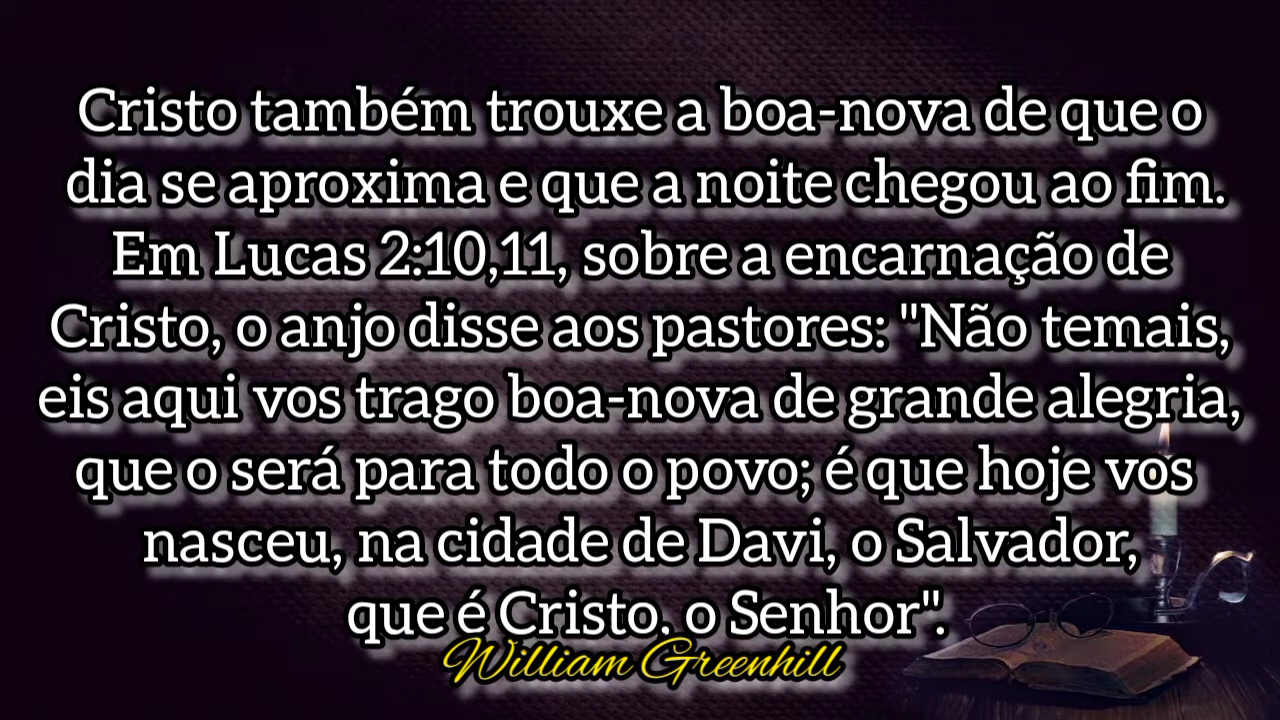 Cristo também trouxe a boa-nova de que o
dia se aproxima e que a noite chegou ao fim.
Em Lucas 2:10,11, sobre a encarnação de
Cristo, o anjo disse aos pastores: "Não temais,
eis aqui vos trago boa-nova de grande alegria,
que o será para todo o povo; é que hoje vos
nasceu, na cidade de Davi, o Salvador,
que é Cristo, o Senhor".
William Greenhill